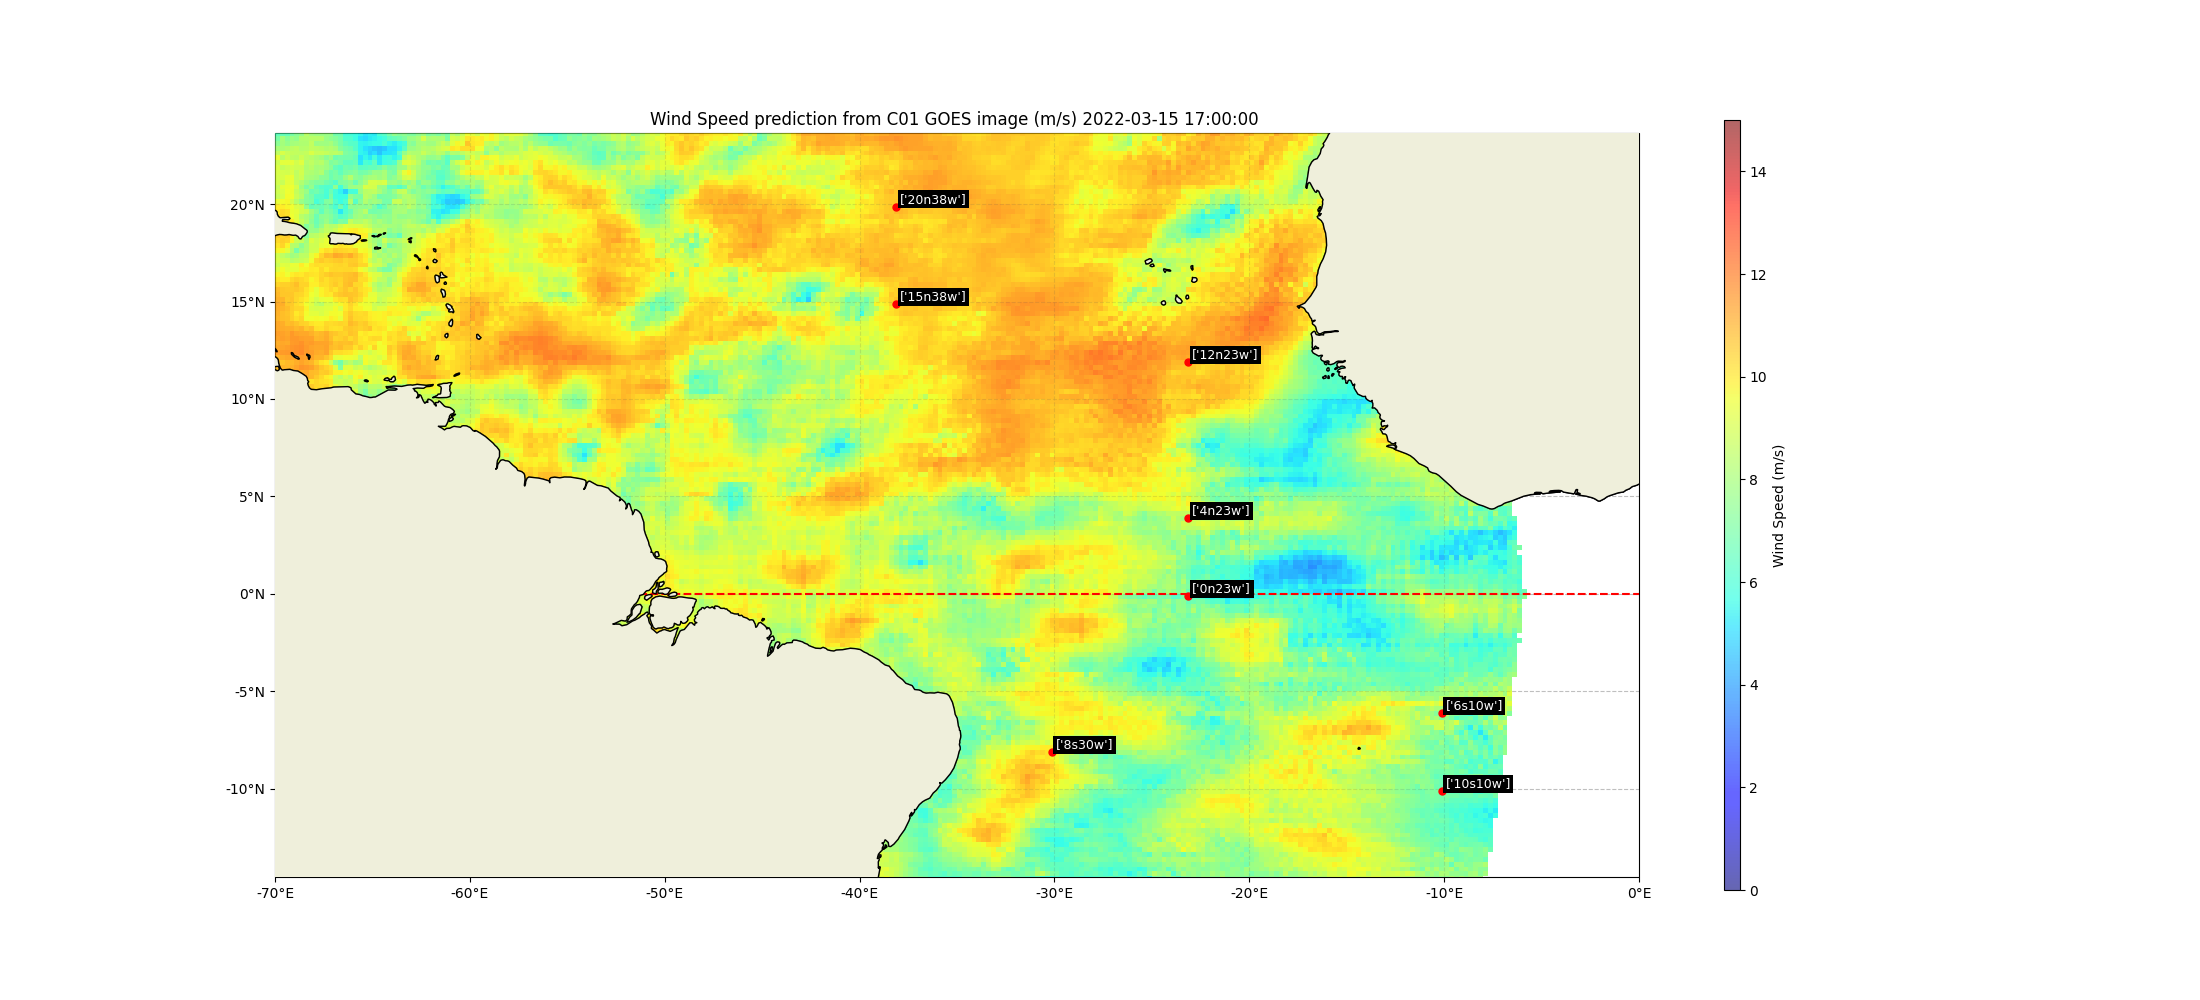 Wind Speed prediction from C01 GOES image (m/s) 2022-03-15 17:00:00
20°N
15°N
10°N
5°N
0°N
-5°N
-10°N
-70°E
-60°E
-50°E
-40°E
-30°E
-20°E
-10°E
0°E
['20n38w']
['15n38w']
['12n23w']
['4n23w']
['0n23w']
['6s10w']
['8s30w']
['10s10w']
14
12
10
8
6
4
2
0
Wind Speed (m/s)